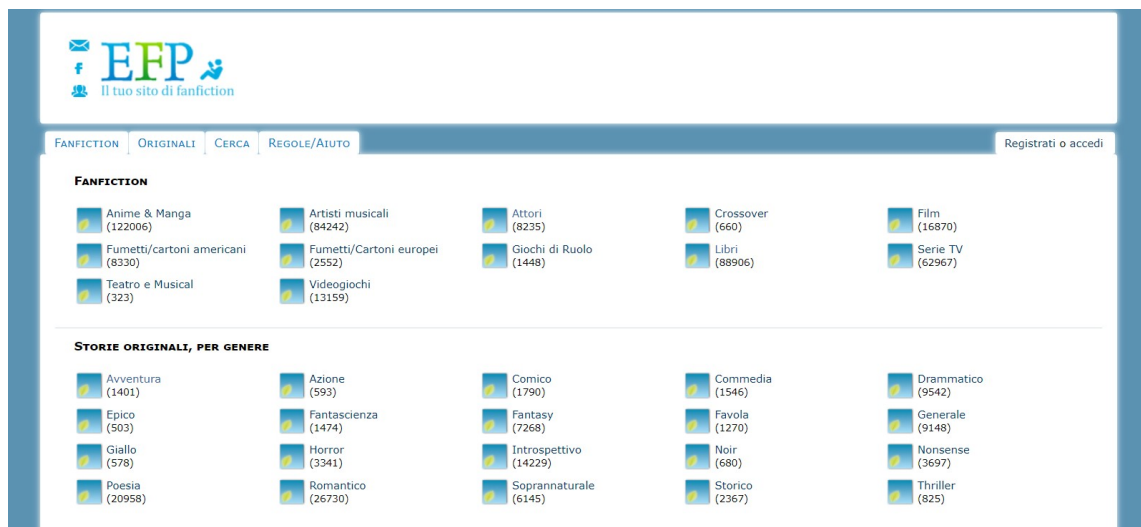 EFP
Il tuo sito di fanfiction
Fanfiction Originali Cerca Regole/Aiuto Registrati o accedi
Fanfiction
Anime & Manga Artisti musicali Attori Crossover Film
(122006) (84242) (8235) (660) (16870)
Fumetti/cartoni americani Fumetti/Cartoni europei Giochi di Ruolo Libri Serie TV
(8330) (2552) (1448) (88906) (62967)
Teatro e Musical Videogiochi
(323) (13159)
Storie originali, per genere
Avventura Azione Comico Commedia Drammatico
(1401) (593) (1790) (1546) (9542)
Epico Fantascienza Fantasy Favola Generale
(503) (1474) (7268) (1270) (9148)
Giallo Horror Introspettivo Noir Nonsense
(578) (3341) (14229) (680) (3697)
Poesia Romantico Soprannaturale Storico Thriller
(20958) (26730) (6145) (2367) (825)